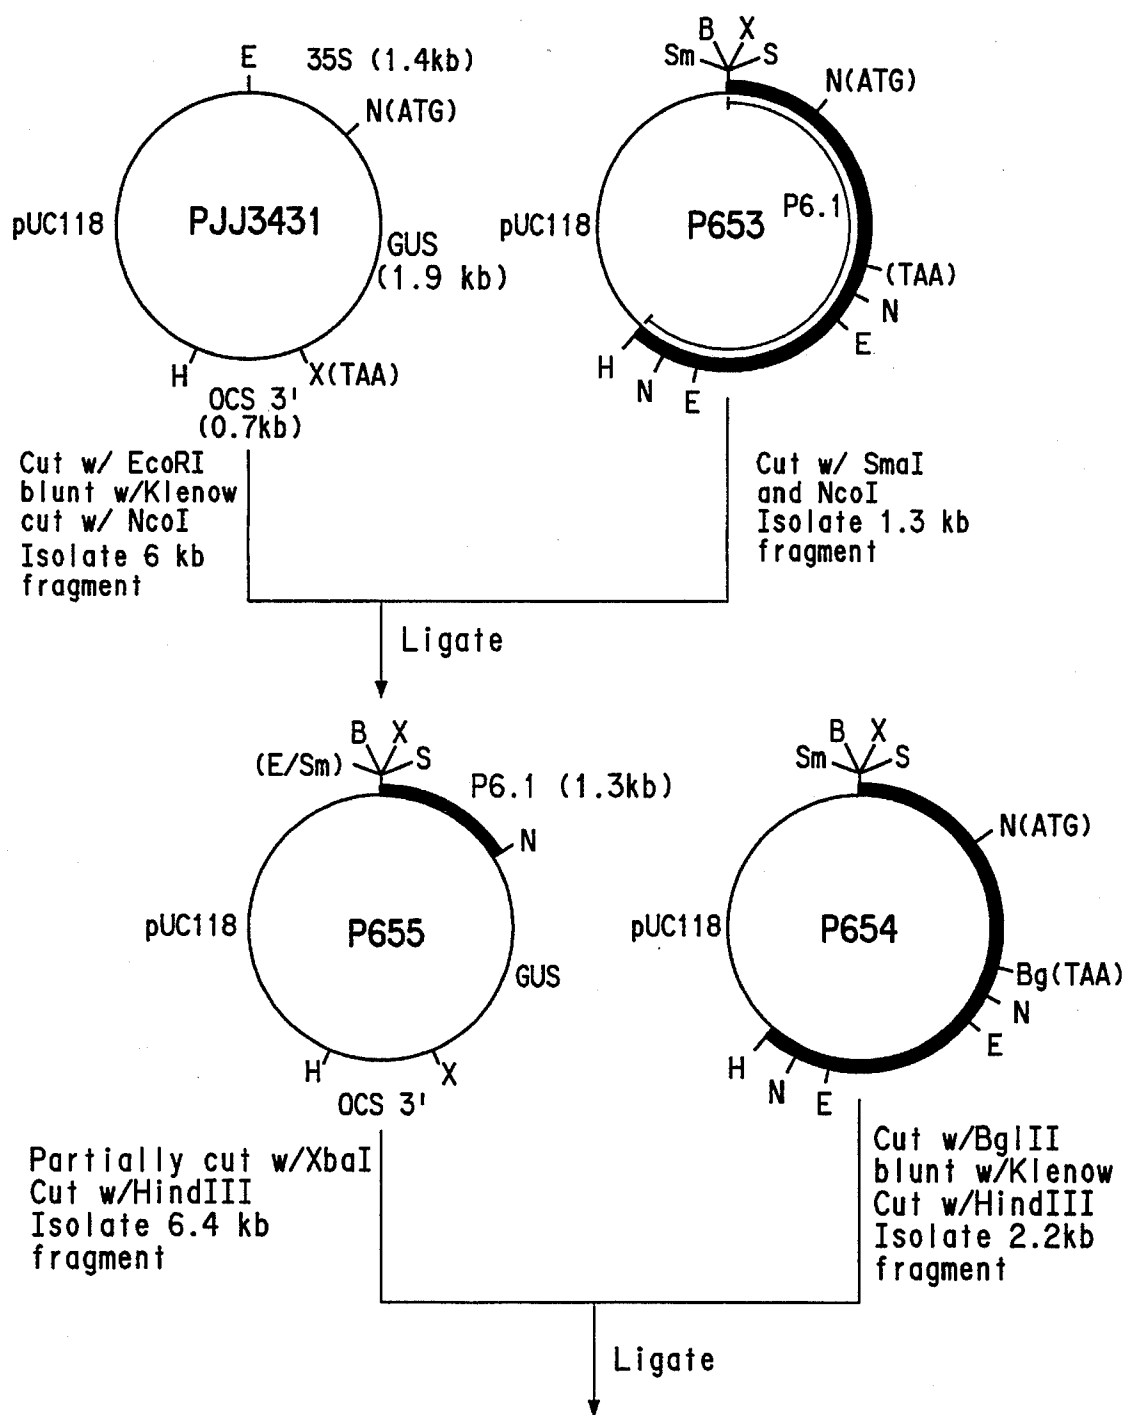 E
35S (1.4kb)
N(ATG)
pUC118
PJJ3431
GUS
(1.9 kb)
H
X(TAA)
OCS 3'
(0.7kb)
B X
Sm S
N(ATG)
pUC118
P653
P6.1
(TAA)
N
E
H
N
E
Cut w/ EcoRI
blunt w/Klenow
cut w/ NcoI
Isolate 6 kb
fragment
Cut w/ SmaI
and NcoI
Isolate 1.3 kb
fragment
Ligate
B X
(E/Sm) S
P6.1 (1.3kb)
N
pUC118
P655
GUS
H
X
OCS 3'
B X
Sm S
N(ATG)
pUC118
P654
Bg(TAA)
N
E
H
N
E
Partially cut w/XbaI
Cut w/HindIII
Isolate 6.4 kb
fragment
Cut w/BglII
blunt w/Klenow
Cut w/HindIII
Isolate 2.2kb
fragment
Ligate